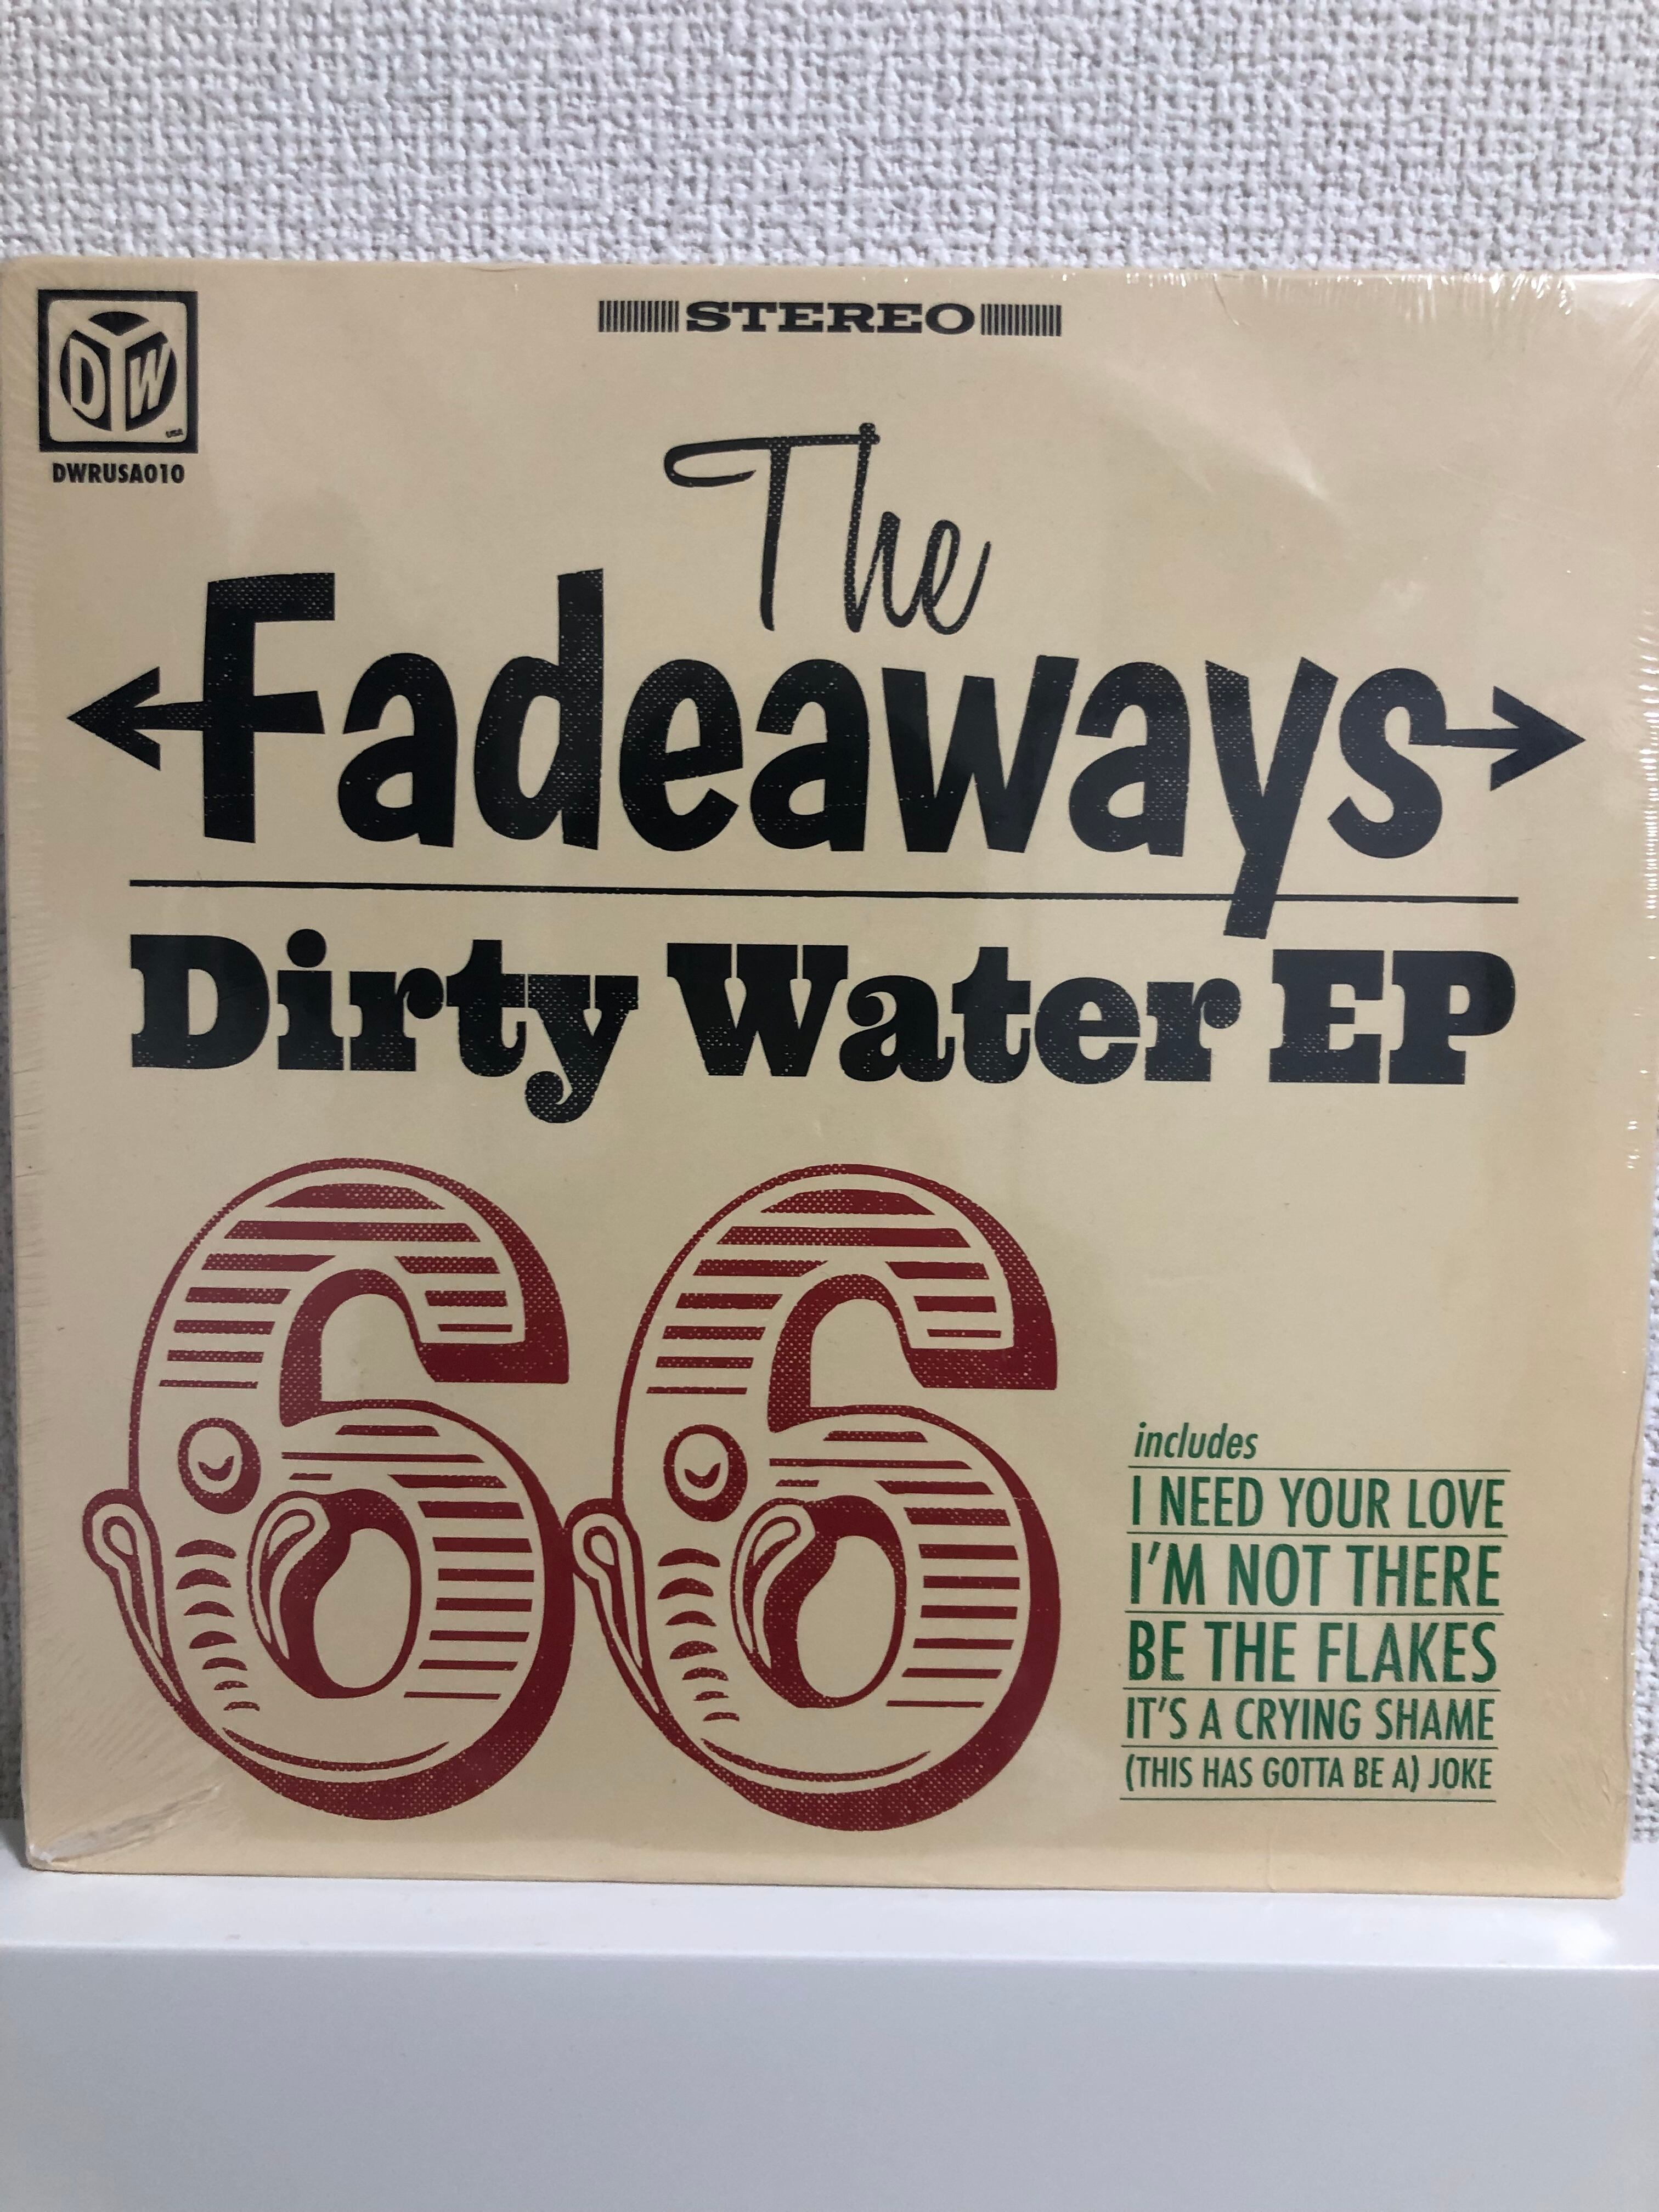 STEREO
DW
USA
DWRUSA010
The
Fadeaways
Dirty Water EP
66
includes
I NEED YOUR LOVE
I'M NOT THERE
BE THE FLAKES
IT'S A CRYING SHAME
(THIS HAS GOTTA BE A) JOKE